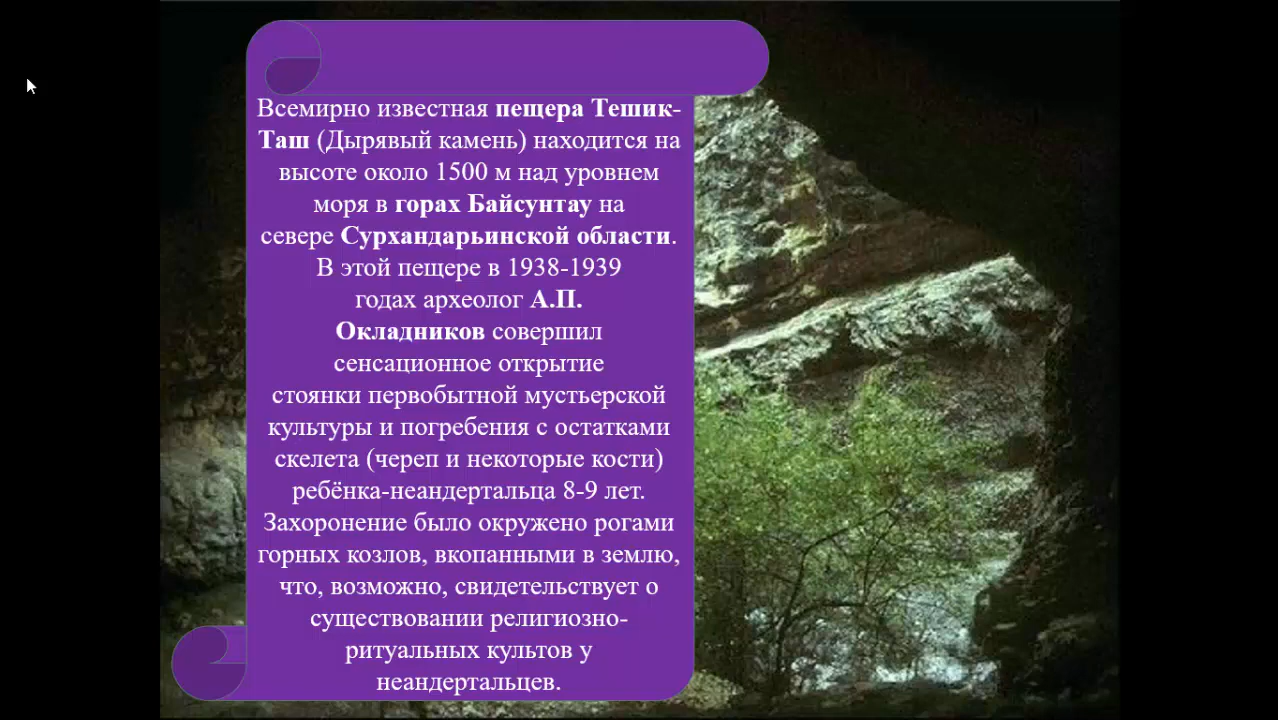 Всемирно известная пещера Тешик-
Таш (Дырявый камень) находится на
высоте около 1500 м над уровнем
моря в горах Байсунтау на
севере Сурхандарьинской области.
В этой пещере в 1938-1939
годах археолог А.П.
Окладников совершил
сенсационное открытие
стоянки первобытной мустьерской
культуры и погребения с остатками
скелета (череп и некоторые кости)
ребёнка-неандертальца 8-9 лет.
Захоронение было окружено рогами
горных козлов, вкопанными в землю,
что, возможно, свидетельствует о
существовании религиозно-
ритуальных культов у
неандертальцев.